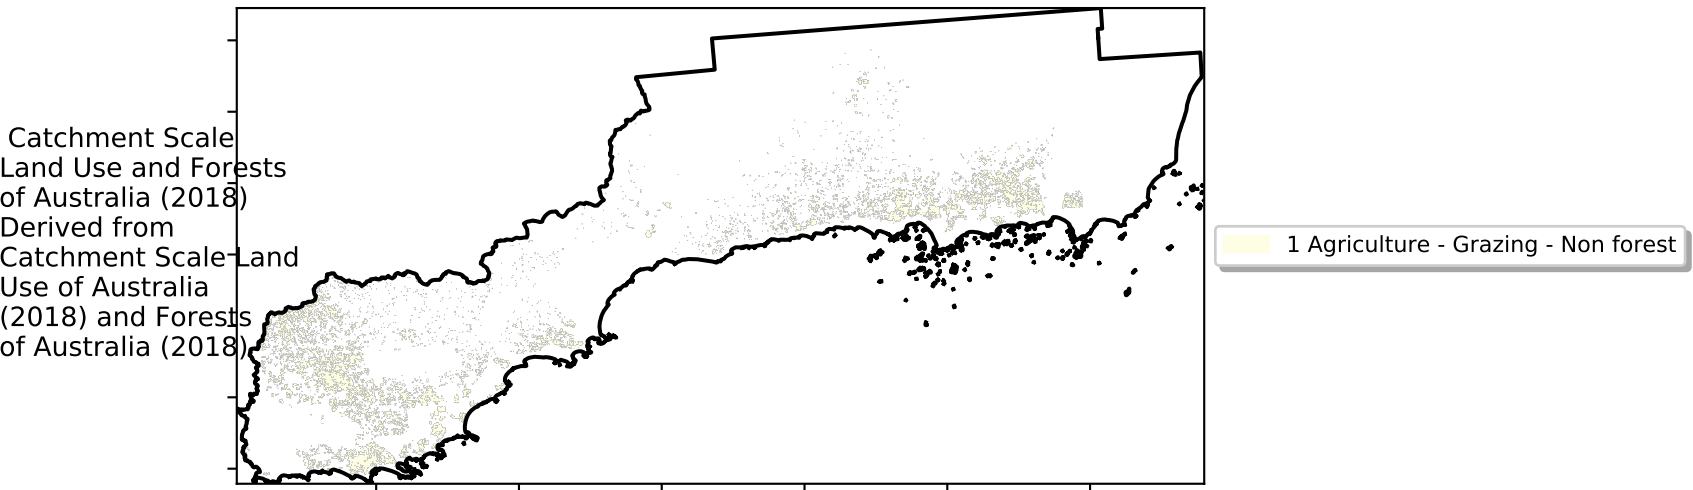 Catchment Scale
Land Use and Forests
of Australia (2018)
Derived from
Catchment Scale Land
Use of Australia
(2018) and Forests
of Australia (2018)
1 Agriculture - Grazing - Non forest